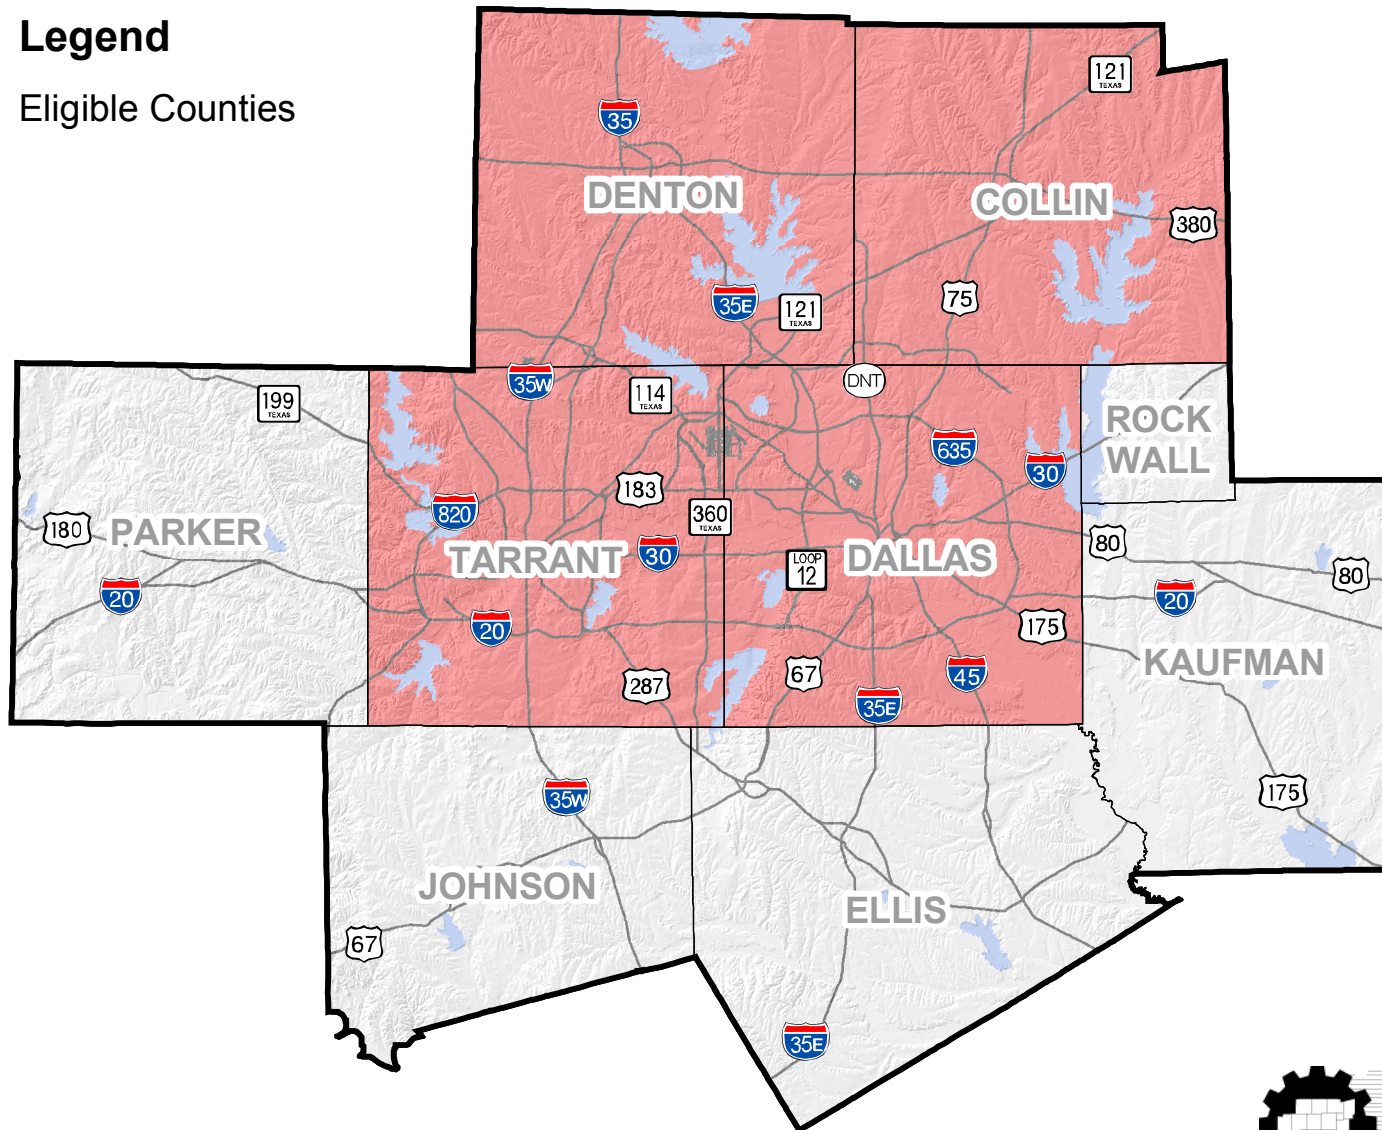 Legend
Eligible Counties
121
TEXAS
35
DENTON
COLLIN
380
35E
121
TEXAS
75
35W
114
TEXAS
DNT
199
TEXAS
ROCK
WALL
635
30
183
820
360
TEXAS
180
PARKER
TARRANT
30
LOOP
12
DALLAS
80
80
20
20
20
175
KAUFMAN
287
67
45
35E
35W
175
JOHNSON
ELLIS
67
35E